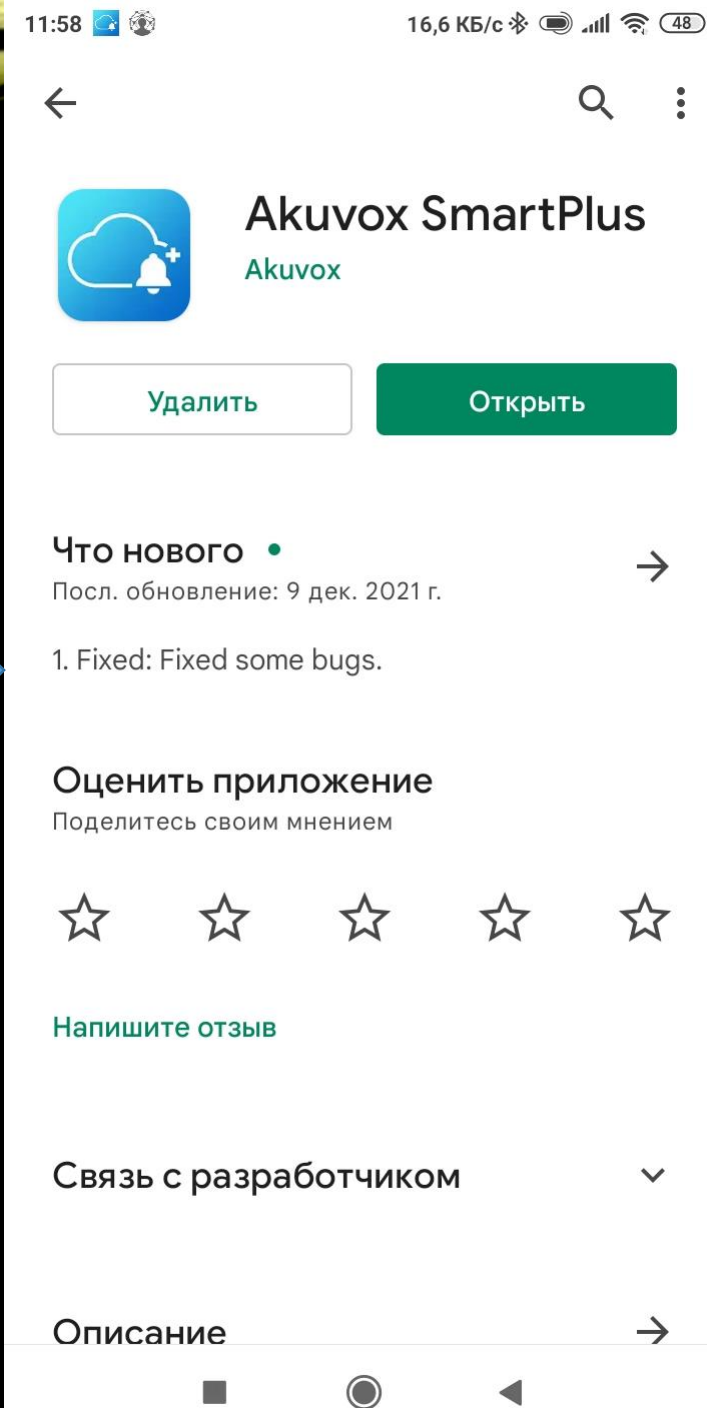 11:58
16,6 КБ/с
48
Akuvox SmartPlus
Akuvox
Удалить
Открыть
Что нового
Посл. обновление: 9 дек. 2021 г.
1. Fixed: Fixed some bugs.
Оценить приложение
Поделитесь своим мнением
Напишите отзыв
Связь с разработчиком
Описание